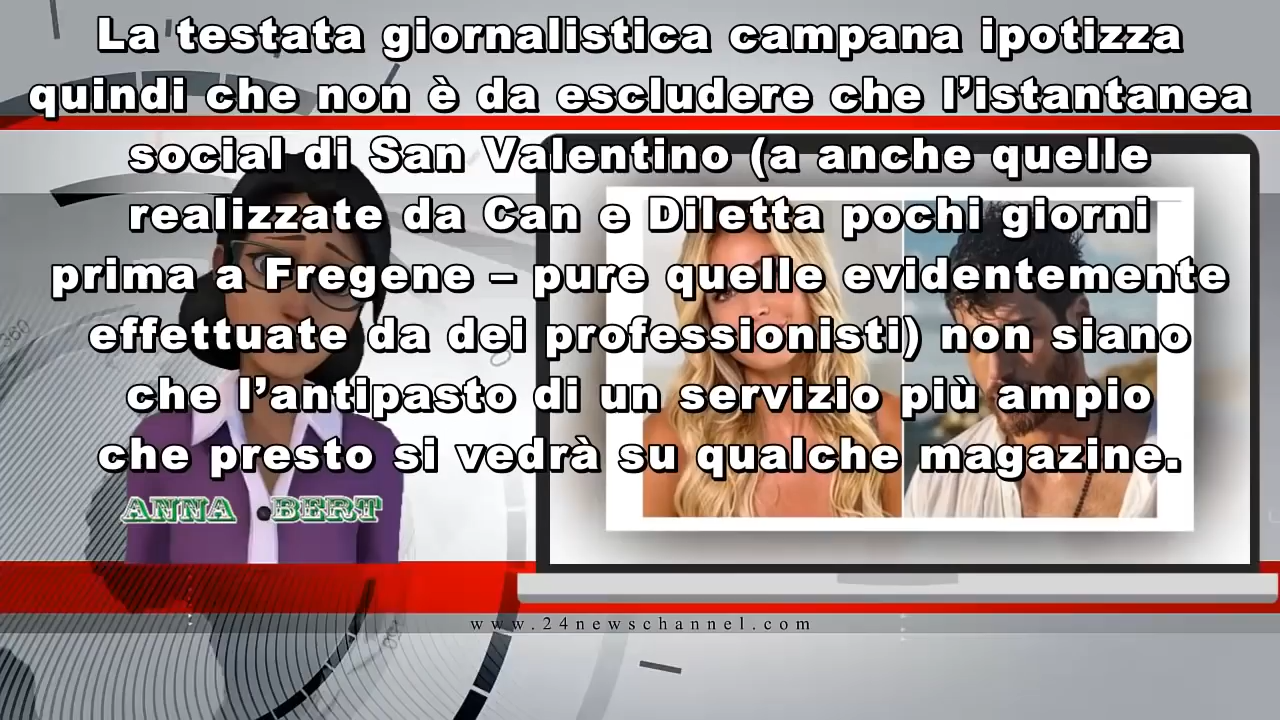 La testata giornalistica campana ipotizza
quindi che non è da escludere che l’istantanea
social di San Valentino (a anche quelle
realizzate da Can e Diletta pochi giorni
prima a Fregene – pure quelle evidentemente
effettuate da dei professionisti) non siano
che l’antipasto di un servizio più ampio
che presto si vedrà su qualche magazine.
ANNA BERT
www.24newschannel.com